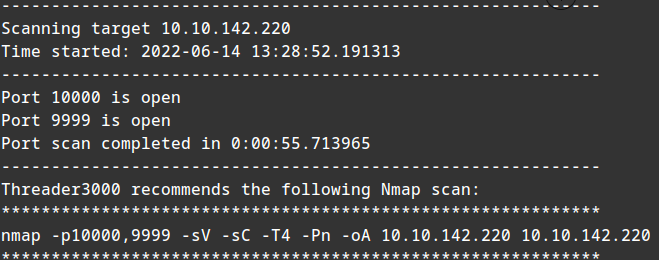 ------------------------------------------------------------
Scanning target 10.10.142.220
Time started: 2022-06-14 13:28:52.191313
------------------------------------------------------------
Port 10000 is open
Port 9999 is open
Port scan completed in 0:00:55.713965
------------------------------------------------------------
Threader3000 recommends the following Nmap scan:
************************************************************
nmap -p10000,9999 -sV -sC -T4 -Pn -oA 10.10.142.220 10.10.142.220
************************************************************